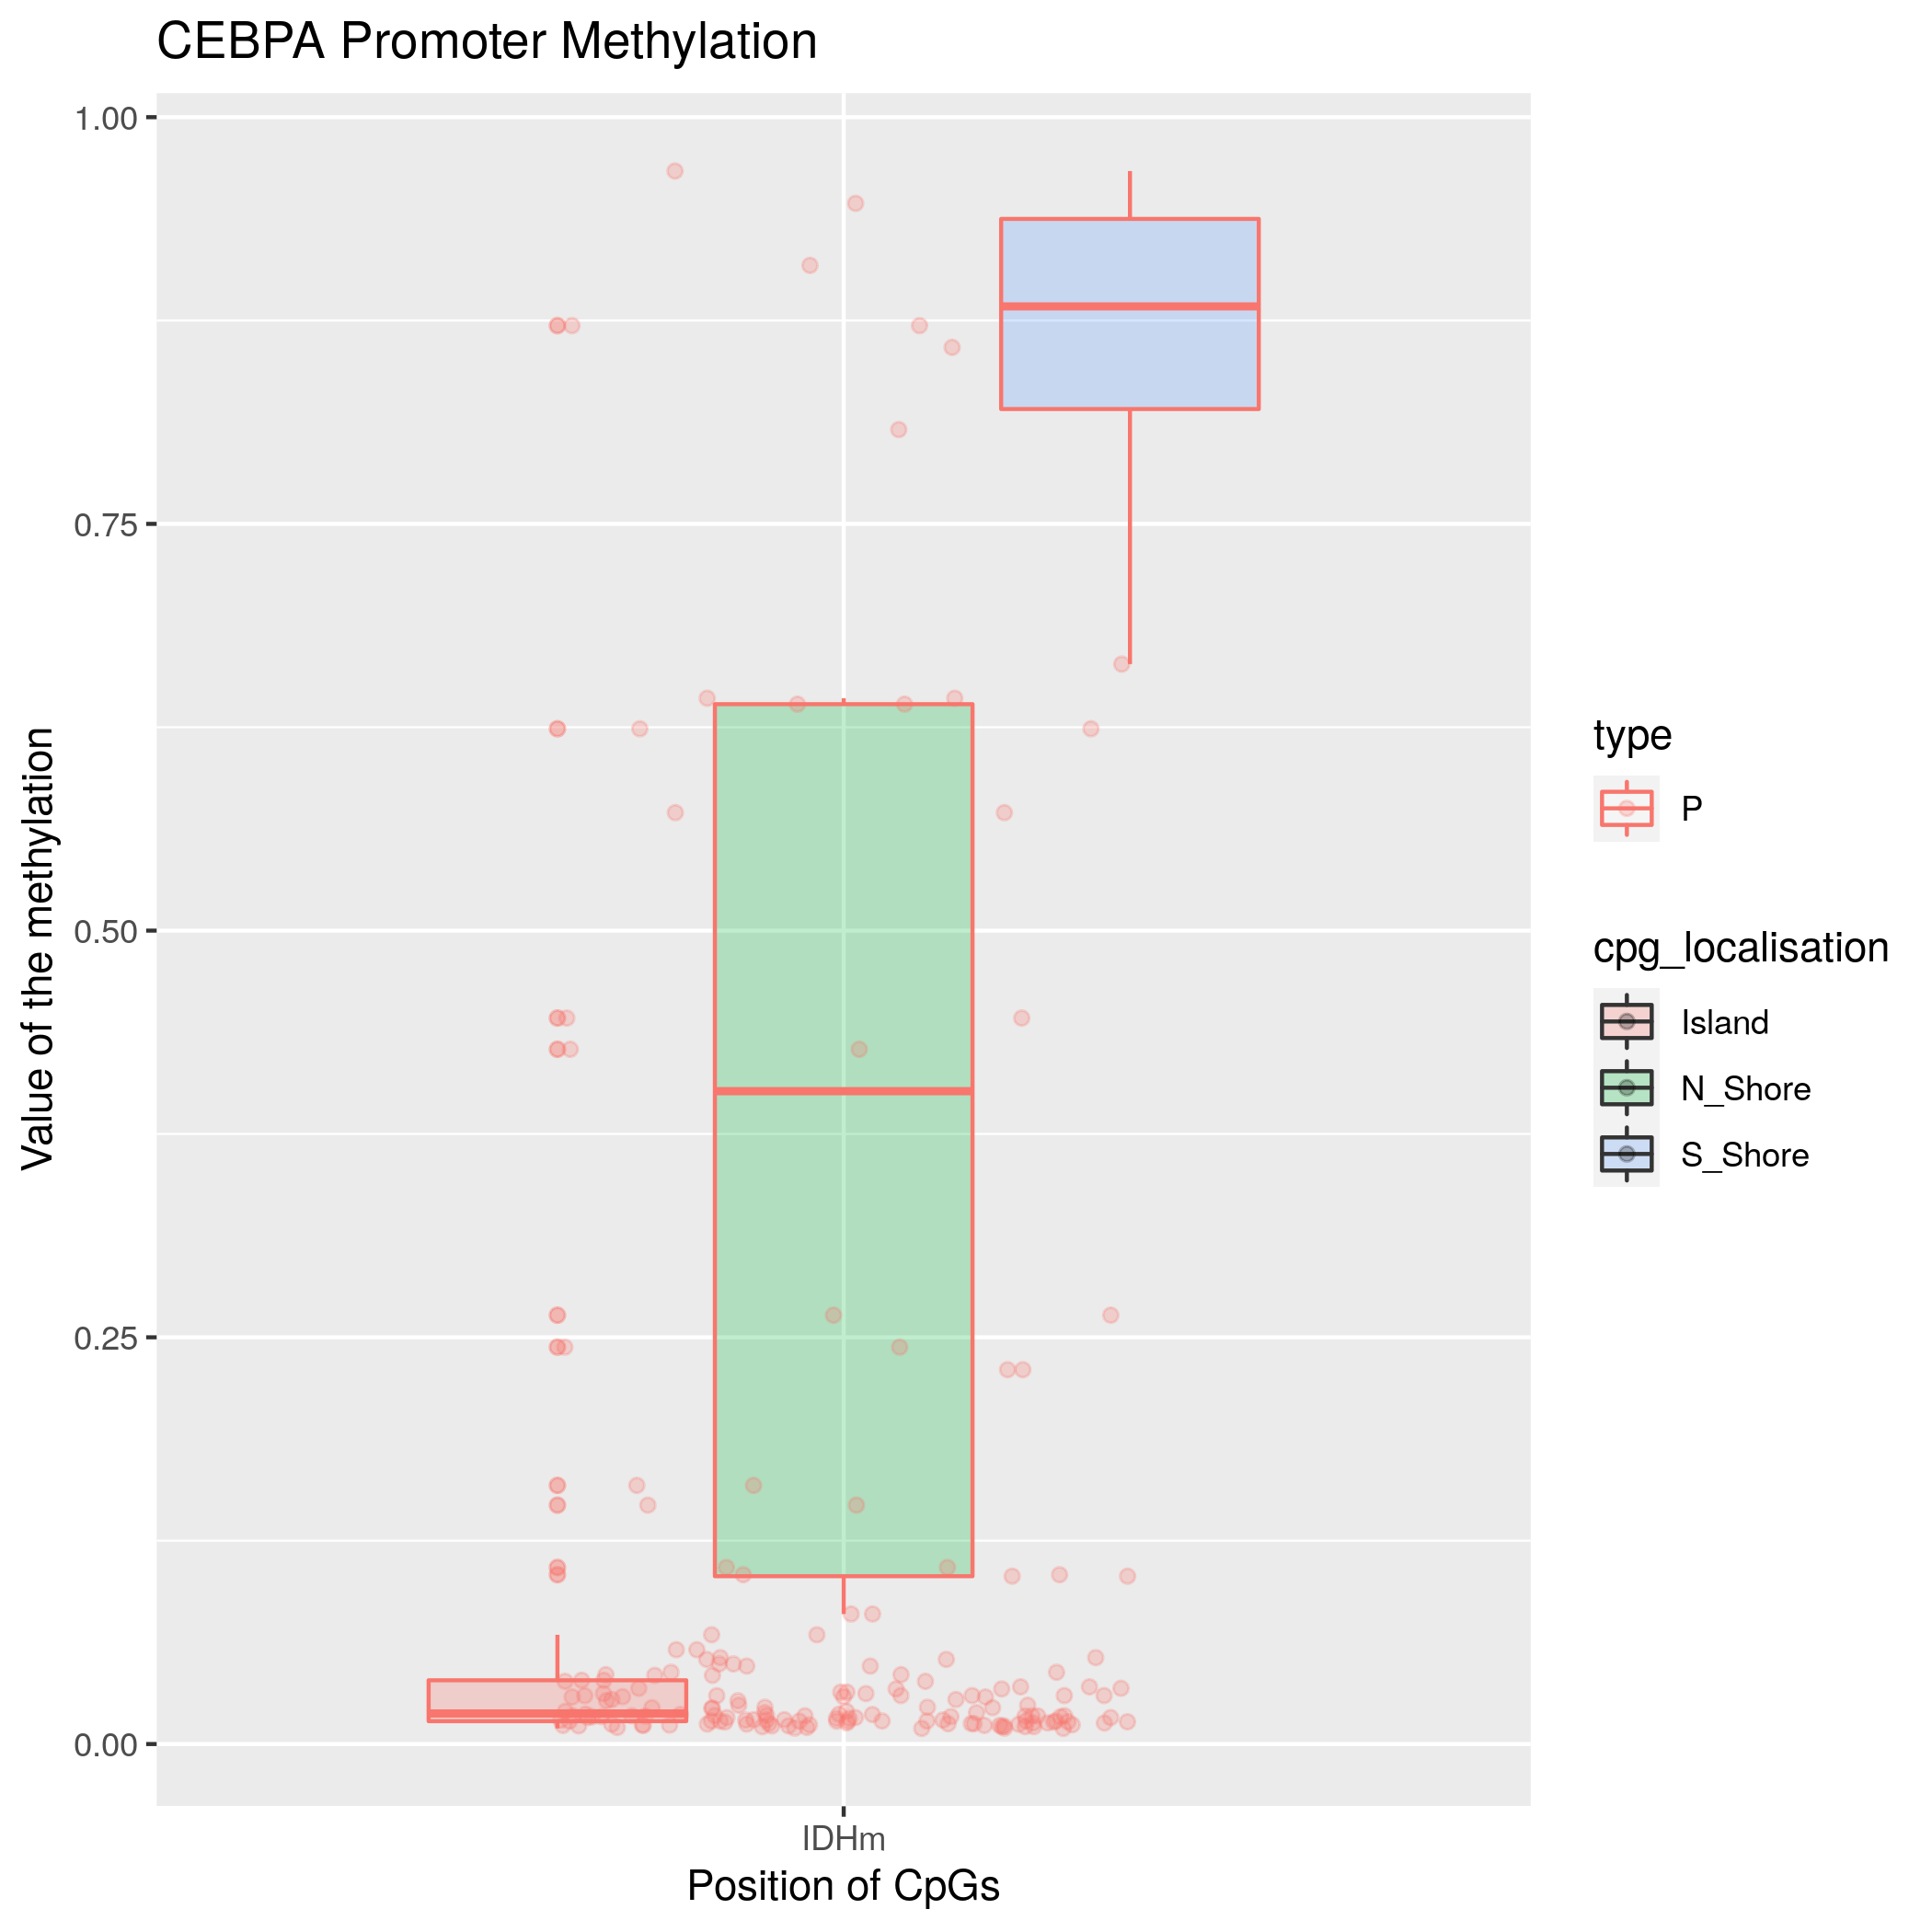 CEBPA Promoter Methylation
1.00
0.75
0.50
0.25
0.00
Value of the methylation
IDHm
Position of CpGs
type
P
cpg_localisation
Island
N_Shore
S_Shore